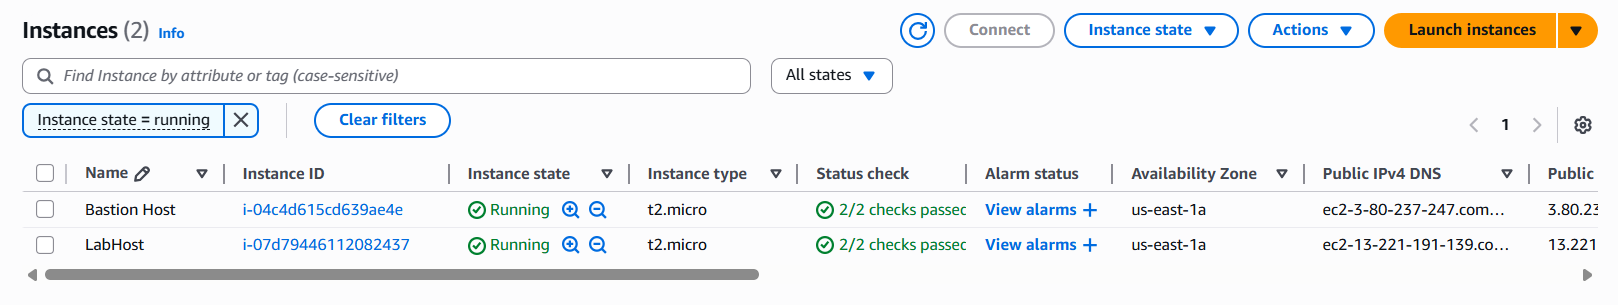 Instances (2) Info Connect Instance state Actions Launch instances
Find Instance by attribute or tag (case-sensitive) All states
Instance state = running Clear filters 1
Name Instance ID Instance state Instance type Status check Alarm status Availability Zone Public IPv4 DNS Public
Bastion Host i-04c4d615cd639ae4e Running t2.micro 2/2 checks passed View alarms + us-east-1a ec2-3-80-237-247.com... 3.80.23
LabHost i-07d79446112082437 Running t2.micro 2/2 checks passed View alarms + us-east-1a ec2-13-221-191-139.co... 13.221